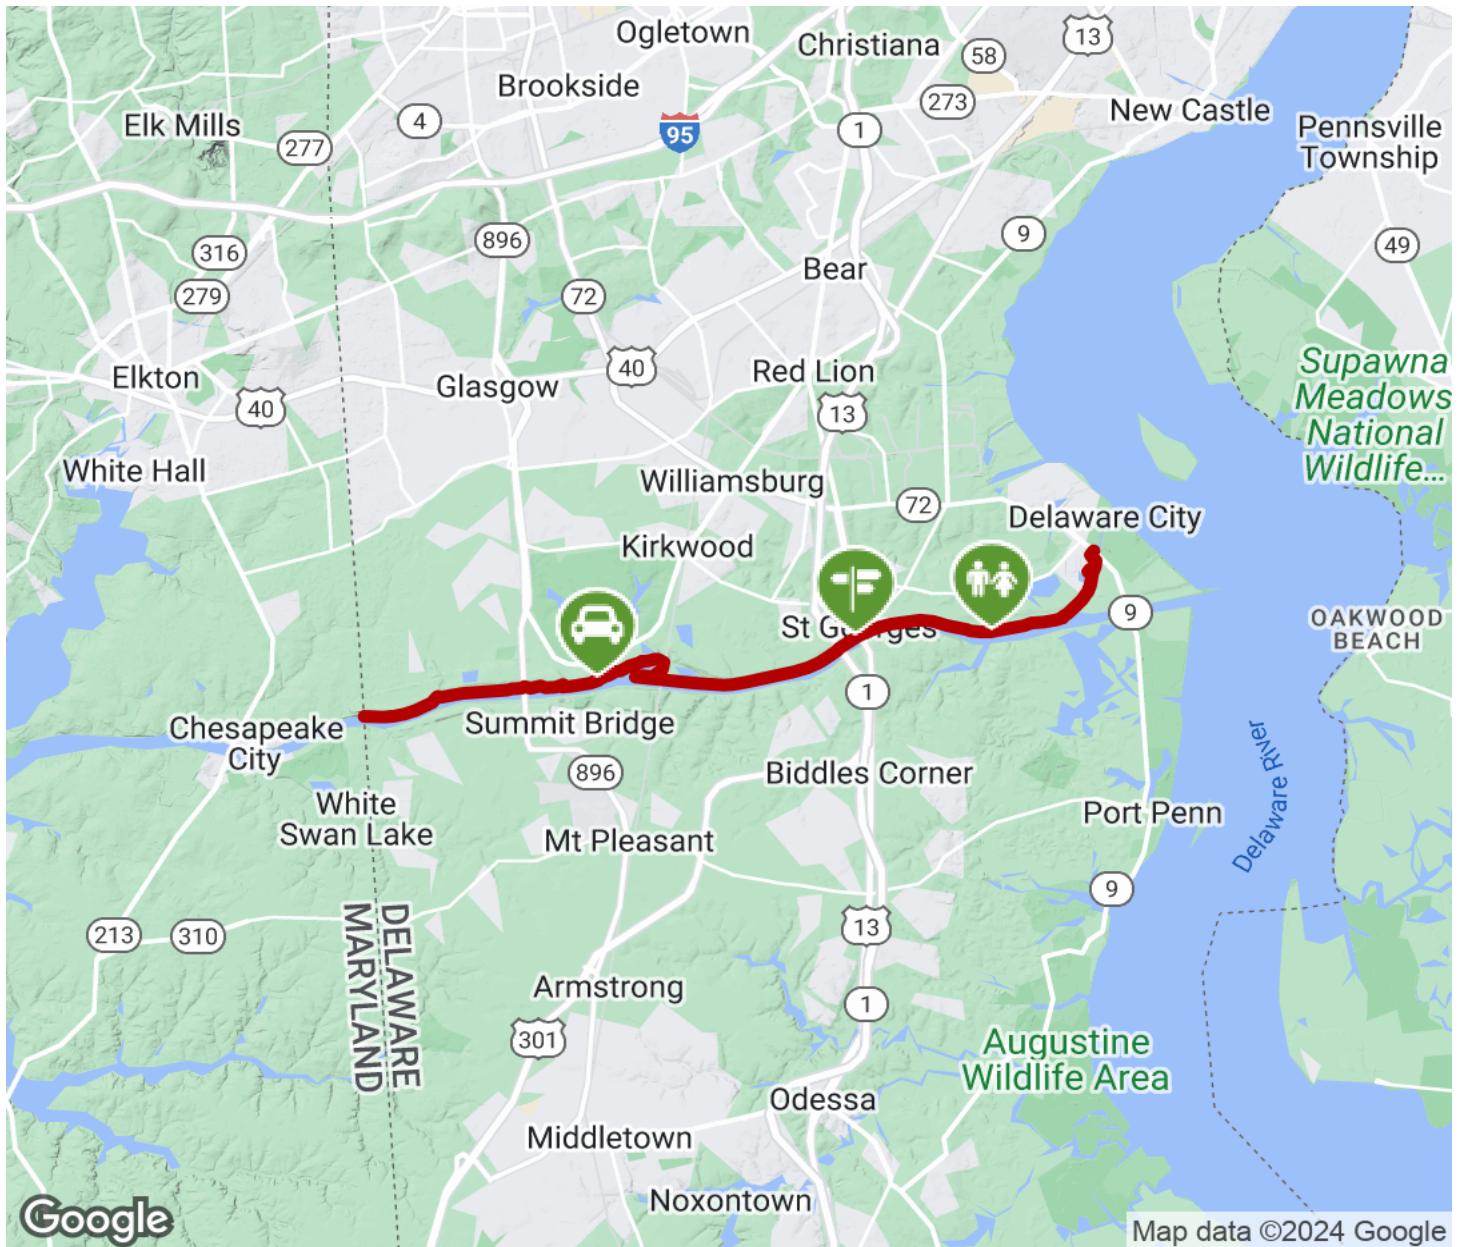 Ogletown
Christiana
13
58
Brookside
273
New Castle
Elk Mills
4
95
1
Pennsville
Township
277
316
896
9
49
Bear
279
72
Elkton
40
Glasgow
40
Red Lion
13
Supawna
Meadows
National
Wildlife...
White Hall
Williamsburg
72
Delaware City
Kirkwood
St Georges
9
OAKWOOD
BEACH
1
Chesapeake
City
Summit Bridge
896
Biddles Corner
Delaware River
White
Swan Lake
Mt Pleasant
Port Penn
9
213
310
DELAWARE
MARYLAND
13
Armstrong
1
301
Augustine
Wildlife Area
Odessa
Middletown
Noxontown
Google
Map data ©2024 Google